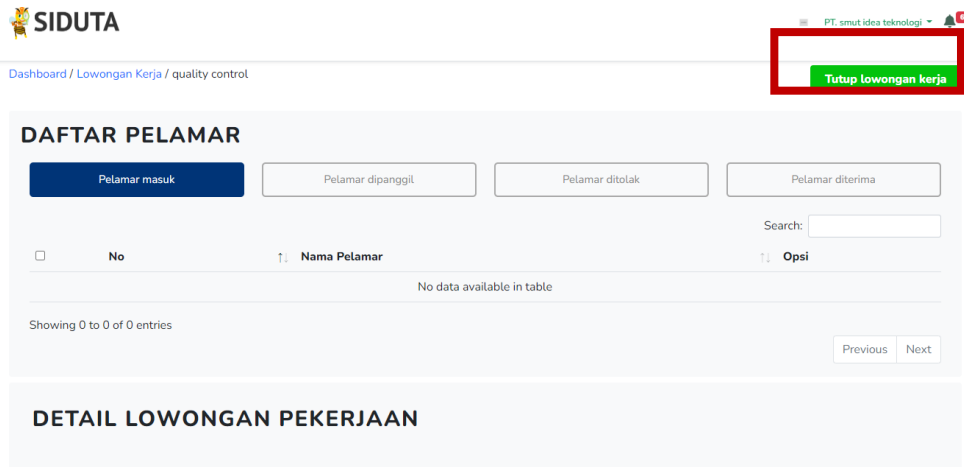 SIDUTA
PT. smut idea teknologi
Dashboard / Lowongan Kerja / quality control
Tutup lowongan kerja
DAFTAR PELAMAR
Pelamar masuk
Pelamar dipanggil
Pelamar ditolak
Pelamar diterima
Search:
No
Nama Pelamar
Opsi
No data available in table
Showing 0 to 0 of 0 entries
Previous
Next
DETAIL LOWONGAN PEKERJAAN